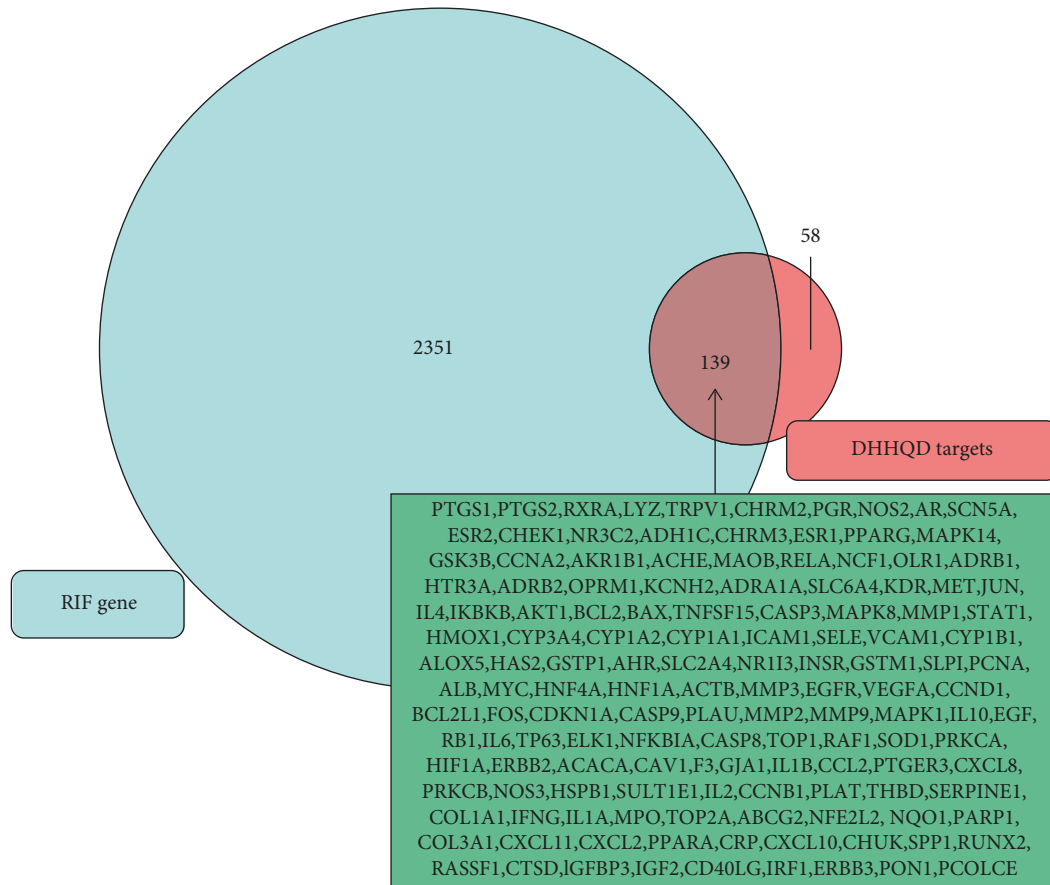 58
2351
139
DHHQD targets
RIF gene
PTGS1,PTGS2,RXRA,LYZ,TRPV1,CHRM2,PGR,NOS2,AR,SCN5A,
ESR2,CHEK1,NR3C2,ADH1C,CHRM3,ESR1,PPARG,MAPK14,
GSK3B,CCNA2,AKR1B1,ACHE,MAOB,RELA,NCF1,OLR1,ADRB1,
HTR3A,ADRB2,OPRM1,KCNH2,ADRA1A,SLC6A4,KDR,MET,JUN,
IL4,IKBKB,AKT1,BCL2,BAX,TNFSF15,CASP3,MAPK8,MMP1,STAT1,
HMOX1,CYP3A4,CYP1A2,CYP1A1,ICAM1,SELE,VCAM1,CYP1B1,
ALOX5,HAS2,GSTP1,AHR,SLC2A4,NR1I3,INSR,GSTM1,SLPI,PCNA,
ALB,MYC,HNF4A,HNF1A,ACTB,MMP3,EGFR,VEGFA,CCND1,
BCL2L1,FOS,CDKN1A,CASP9,PLAU,MMP2,MMP9,MAPK1,IL10,EGF,
RB1,IL6,TP63,ELK1,NFKBIA,CASP8,TOP1,RAF1,SOD1,PRKCA,
HIF1A,ERBB2,ACACA,CAV1,F3,GJA1,IL1B,CCL2,PTGER3,CXCL8,
PRKCB,NOS3,HSPB1,SULT1E1,IL2,CCNB1,PLAT,THBD,SERPINE1,
COL1A1,IFNG,IL1A,MPO,TOP2A,ABCG2,NFE2L2, NQO1,PARP1,
COL3A1,CXCL11,CXCL2,PPARA,CRP,CXCL10,CHUK,SPP1,RUNX2,
RASSF1,CTSD,lGFBP3,IGF2,CD40LG,IRF1,ERBB3,PON1,PCOLCE